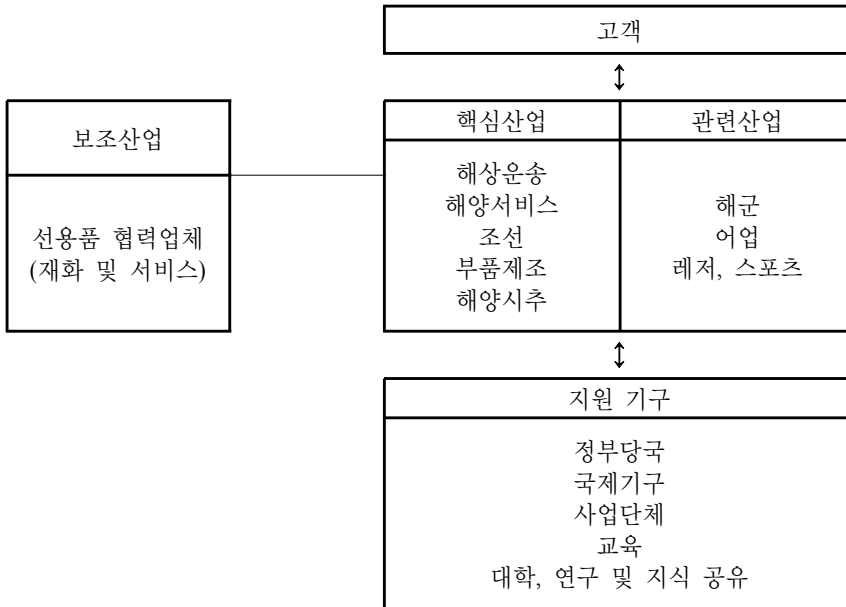 고객
보조산업
선용품 협력업체
(재화 및 서비스)
핵심산업
해상운송
해양서비스
조선
부품제조
해양시추
관련산업
해군
어업
레저, 스포츠
지원 기구
정부당국
국제기구
사업단체
교육
대학, 연구 및 지식 공유